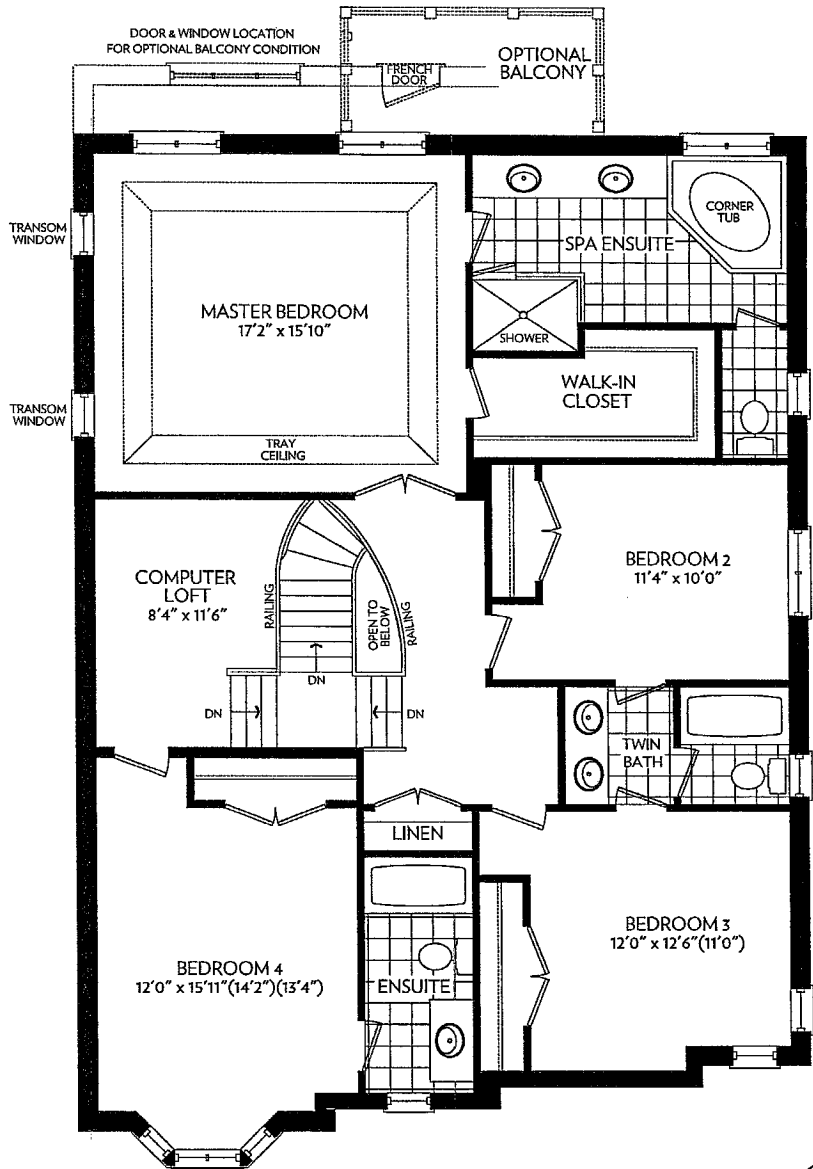 DOOR & WINDOW LOCATION
FOR OPTIONAL BALCONY CONDITION
FRENCH
DOOR
OPTIONAL
BALCONY
TRANSOM
WINDOW
CORNER
TUB
SPA ENSUITE
MASTER BEDROOM
17'2" x 15'10"
SHOWER
WALK-IN
CLOSET
TRANSOM
WINDOW
TRAY
CEILING
COMPUTER
LOFT
8'4" x 11'6"
RAILING
OPEN TO
BELOW
RAILING
DN
DN
DN
BEDROOM 2
11'4" x 10'0"
TWIN
BATH
LINEN
BEDROOM 3
12'0" x 12'6"(11'0")
BEDROOM 4
12'0" x 15'11"(14'2")(13'4")
ENSUITE